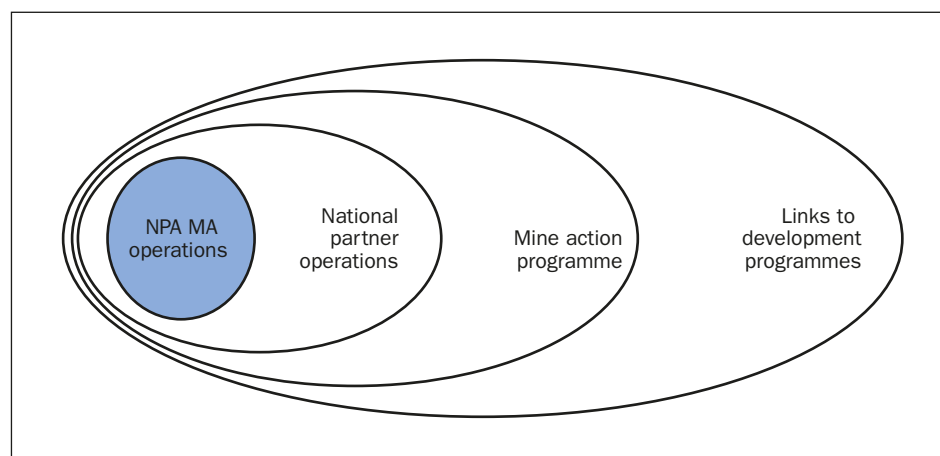 NPA MA
operations
National
partner
operations
Mine action
programme
Links to
development
programmes